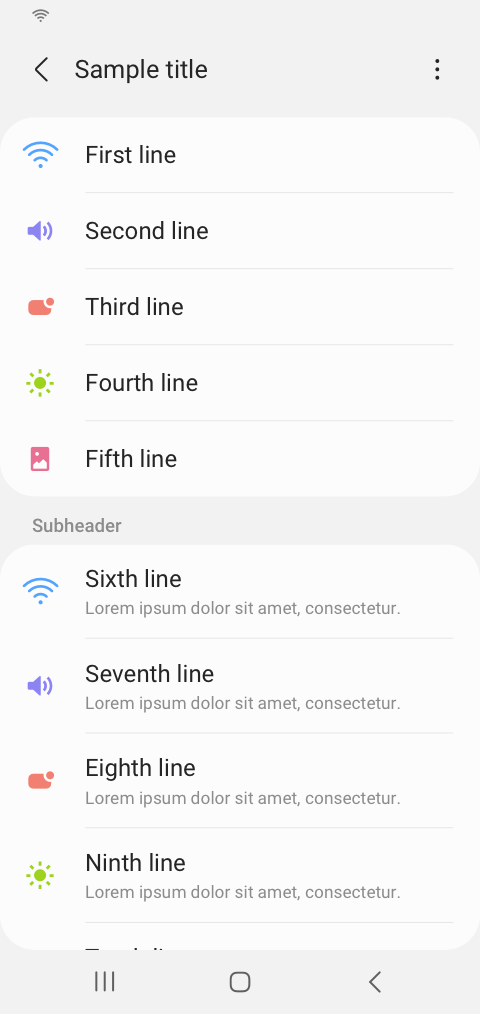 Sample title
First line
Second line
Third line
Fourth line
Fifth line
Subheader
Sixth line
Lorem ipsum dolor sit amet, consectetur.
Seventh line
Lorem ipsum dolor sit amet, consectetur.
Eighth line
Lorem ipsum dolor sit amet, consectetur.
Ninth line
Lorem ipsum dolor sit amet, consectetur.